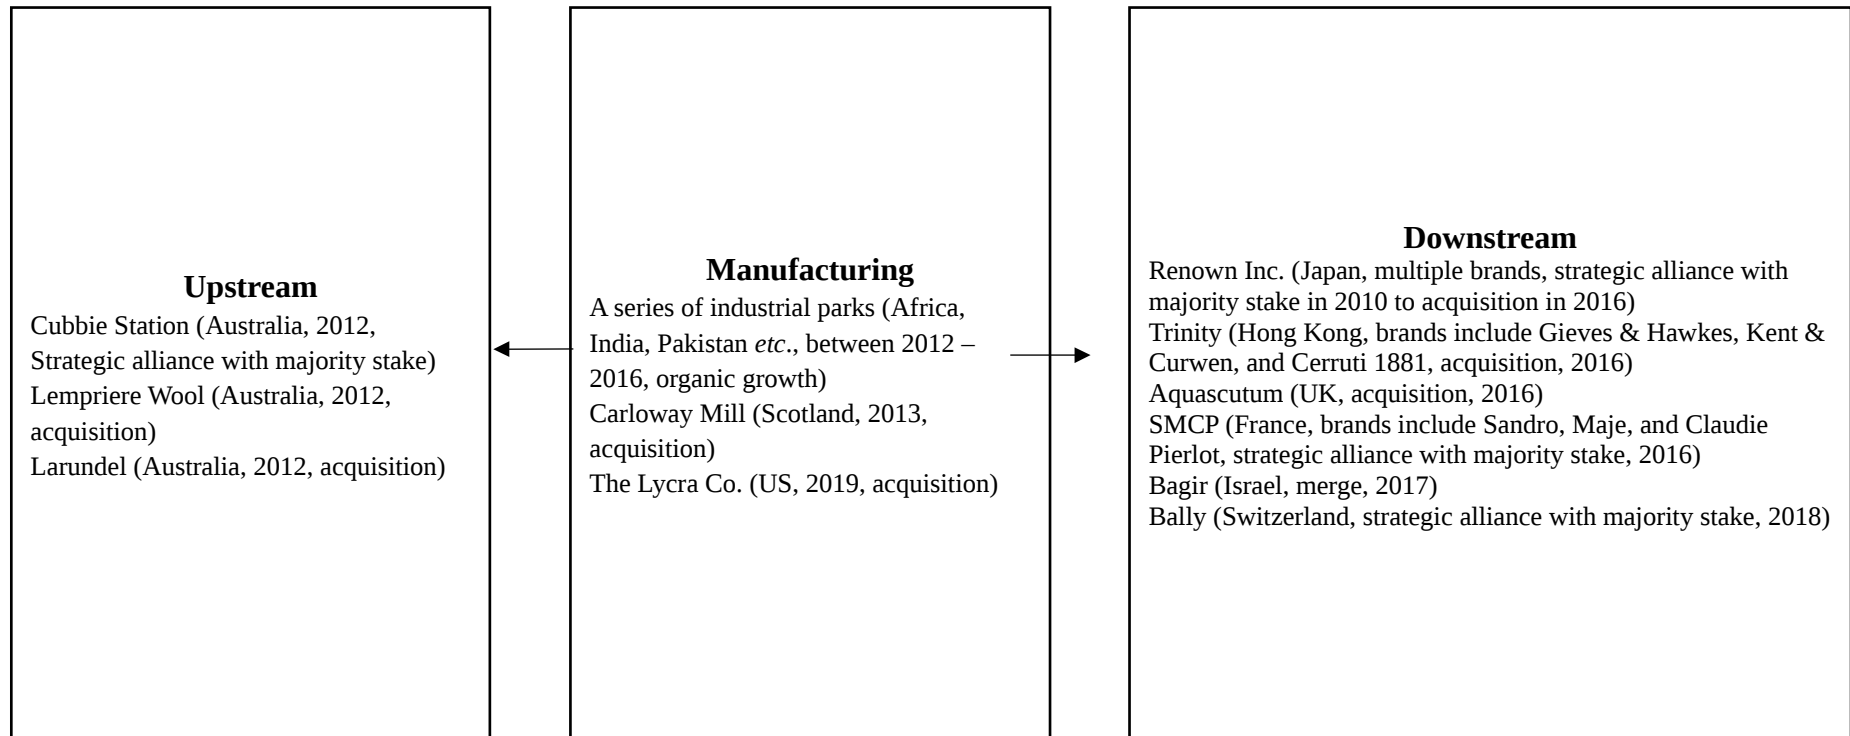 Upstream
Cubbie Station (Australia, 2012,
Strategic alliance with majority stake)
Lempriere Wool (Australia, 2012,
acquisition)
Larundel (Australia, 2012, acquisition)
Manufacturing
A series of industrial parks (Africa,
India, Pakistan etc., between 2012 –
2016, organic growth)
Carloway Mill (Scotland, 2013,
acquisition)
The Lycra Co. (US, 2019, acquisition)
Downstream
Renown Inc. (Japan, multiple brands, strategic alliance with
majority stake in 2010 to acquisition in 2016)
Trinity (Hong Kong, brands include Gieves & Hawkes, Kent &
Curwen, and Cerruti 1881, acquisition, 2016)
Aquascutum (UK, acquisition, 2016)
SMCP (France, brands include Sandro, Maje, and Claudie
Pierlot, strategic alliance with majority stake, 2016)
Bagir (Israel, merge, 2017)
Bally (Switzerland, strategic alliance with majority stake, 2018)